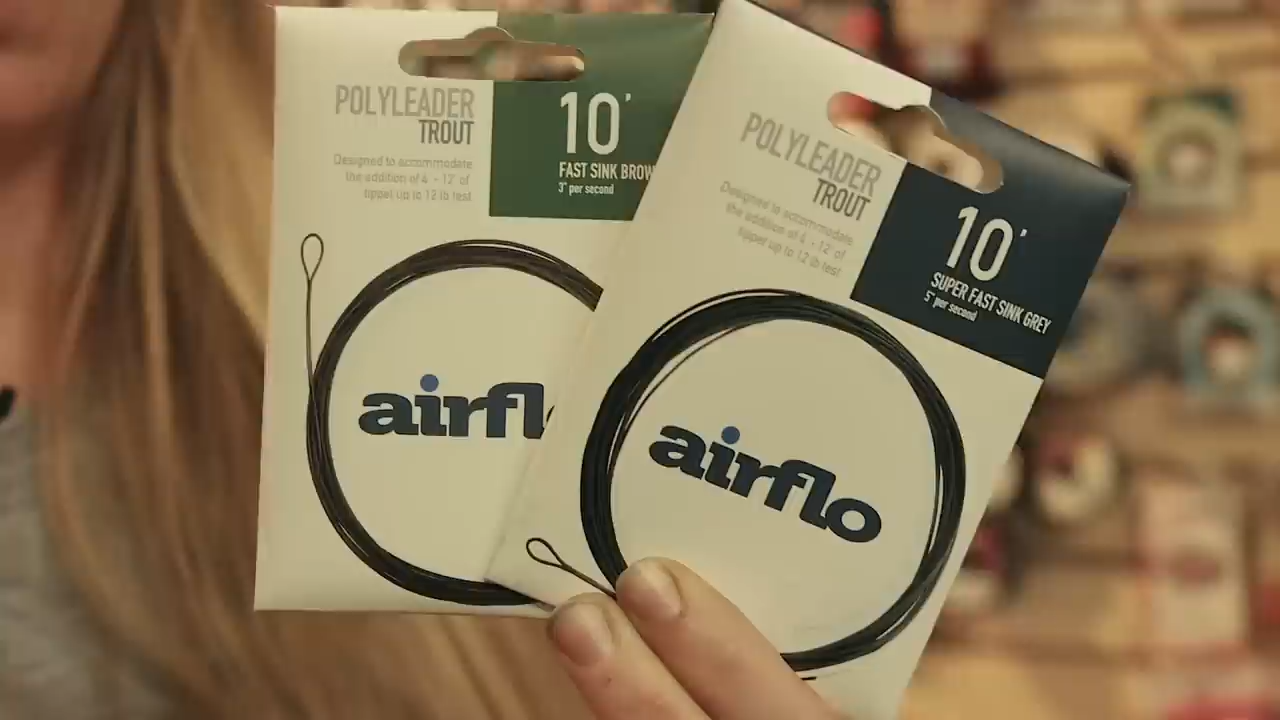 POLYLEADER
TROUT
Designed to accommodate
the addition of 4 - 12' of
tippet up to 12 lb test
10'
FAST SINK BROW
3" per second
airfl
POLYLEADER
TROUT
Designed to accommodate
the addition of 4 - 12' of
tippet up to 12 lb test
10'
SUPER FAST SINK GREY
5" per second
airflo